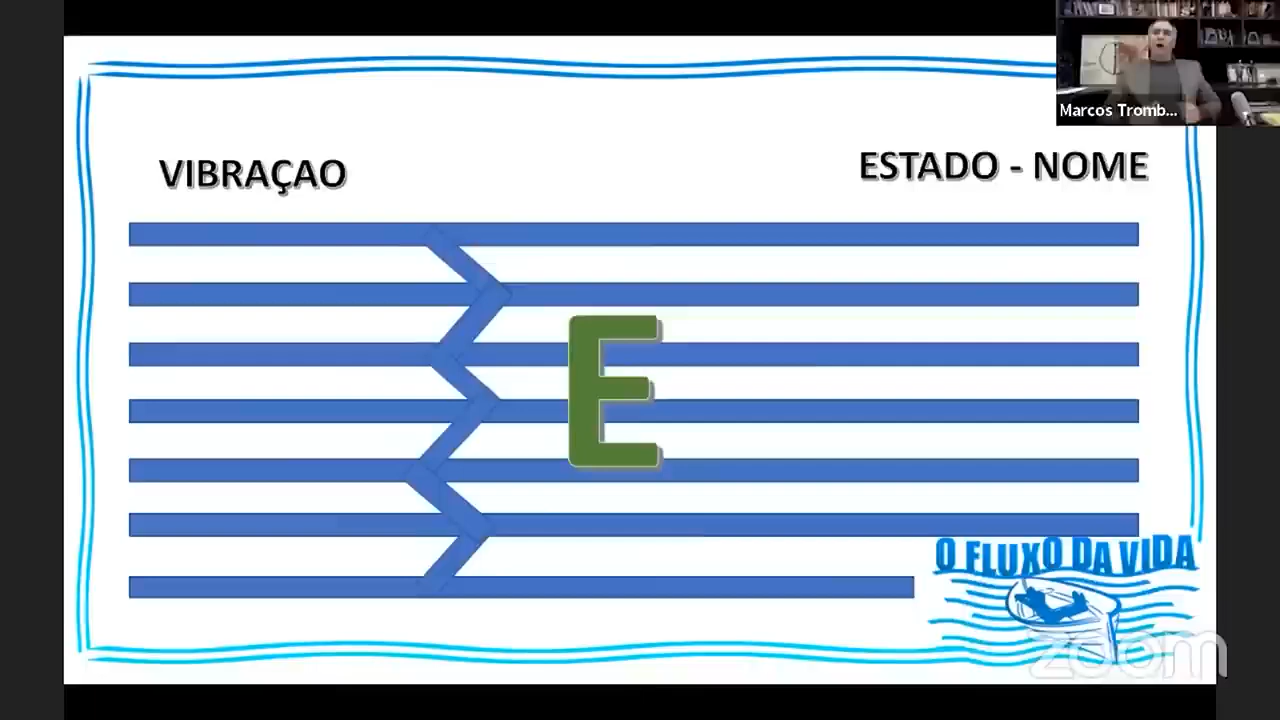 Marcos Tromb...
VIBRAÇAO
ESTADO - NOME
E
O FLUXO DA VIDA
zoom